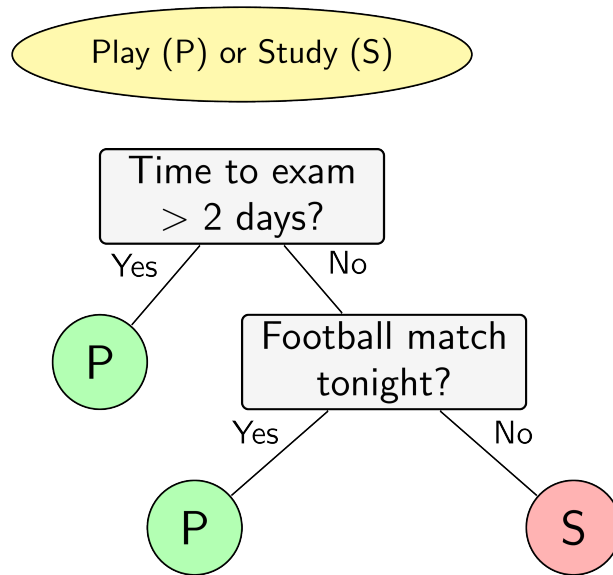 Play (P) or Study (S)
Time to exam
> 2 days?
Yes
No
P
Football match
tonight?
Yes
No
P
S